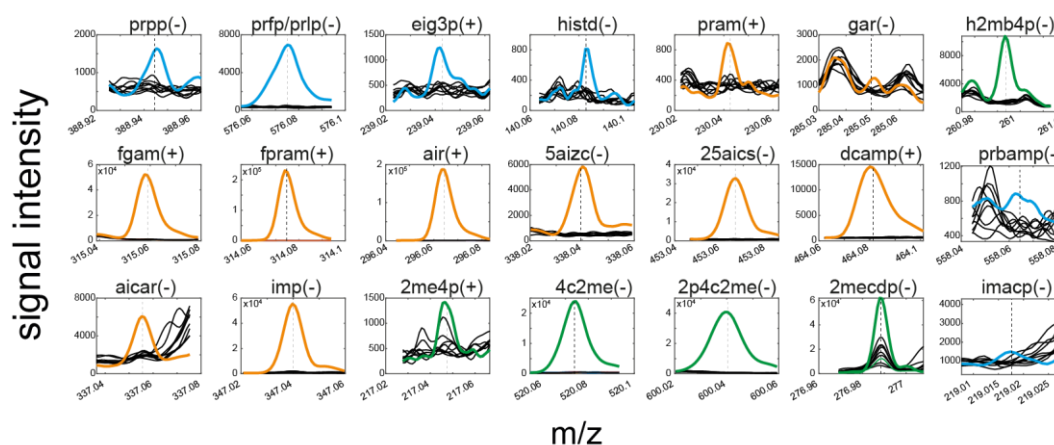 signal intensity
prpp(-) prfp/prlp(-) eig3p(+) histd(-) pram(+) gar(-) h2mb4p(-)
2000 1000 0 388.92 388.94 388.96
8000 4000 0 576.06 576.08 576.1
1500 1000 500 0 239.02 239.04 239.06
800 400 0 140.06 140.08 140.1
800 400 0 230.02 230.04 230.06
2000 1000 0 285.03 285.04 285.05 285.06
10000 6000 2000 260.98 261
fgam(+) fpram(+) air(+) 5aizc(-) 25aics(-) dcamp(+) prbamp(-)
x10⁴ 6 4 2 0 315.04 315.06 315.08
x10⁵ 2 1 0 314.06 314.08 314.1
x10⁵ 2 1 0 296.04 296.06 296.08
6000 4000 2000 0 338.02 338.04 338.06
x10⁴ 4 2 0 453.04 453.06 453.08
15000 10000 5000 0 464.06 464.08 464.1
1200 800 400 558.04 558.06 558.08
aicar(-) imp(-) 2me4p(+) 4c2me(-) 2p4c2me(-) 2mecdp(-) imacp(-)
8000 4000 0 337.04 337.06 337.08
x10⁴ 6 4 2 0 347.02 347.04 347.06
1500 1000 500 0 217.02 217.04 217.06
x10⁴ 4 2 0 520.06 520.08 520.1
x10⁴ 6 4 2 0 600.02 600.04 600.06
x10⁴ 6 4 2 0 276.96 276.98 277
4000 3000 2000 1000 0 219.01 219.015 219.02 219.025
m/z